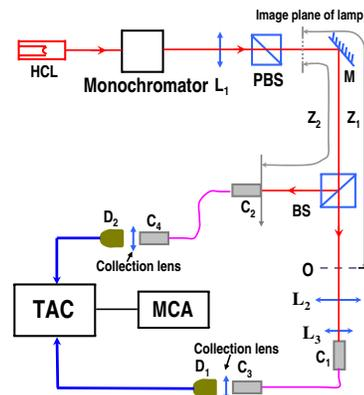 Image plane of lamp
HCL
Monochromator
L1
PBS
M
Z2
Z1
D2
C4
C2
BS
Collection lens
O
TAC
MCA
L2
L3
Collection lens
C1
D1
C3